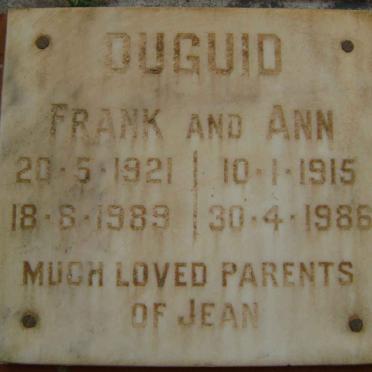 DUGUID
FRANK AND ANN
20·5·1921 | 10·1·1915
18·8·1989 | 30·4·1986
MUCH LOVED PARENTS
OF JEAN